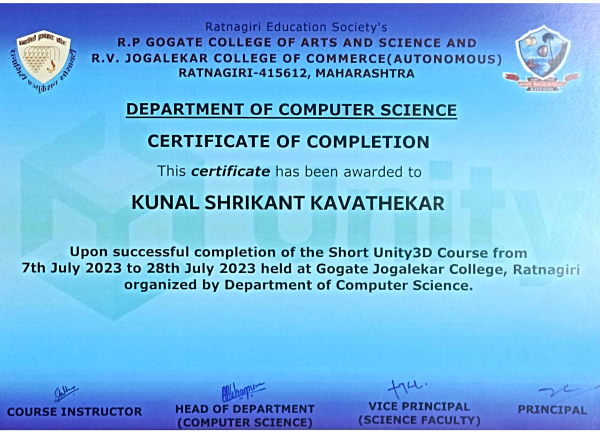 Ratnagiri Education Society's
R.P GOGATE COLLEGE OF ARTS AND SCIENCE AND
R.V. JOGALEKAR COLLEGE OF COMMERCE(AUTONOMOUS)
RATNAGIRI-415612, MAHARASHTRA
DEPARTMENT OF COMPUTER SCIENCE
CERTIFICATE OF COMPLETION
This certificate has been awarded to
KUNAL SHRIKANT KAVATHEKAR
Unity
Upon successful completion of the Short Unity3D Course from
7th July 2023 to 28th July 2023 held at Gogate Jogalekar College, Ratnagiri
organized by Department of Computer Science.
COURSE INSTRUCTOR
HEAD OF DEPARTMENT
(COMPUTER SCIENCE)
VICE PRINCIPAL
(SCIENCE FACULTY)
PRINCIPAL